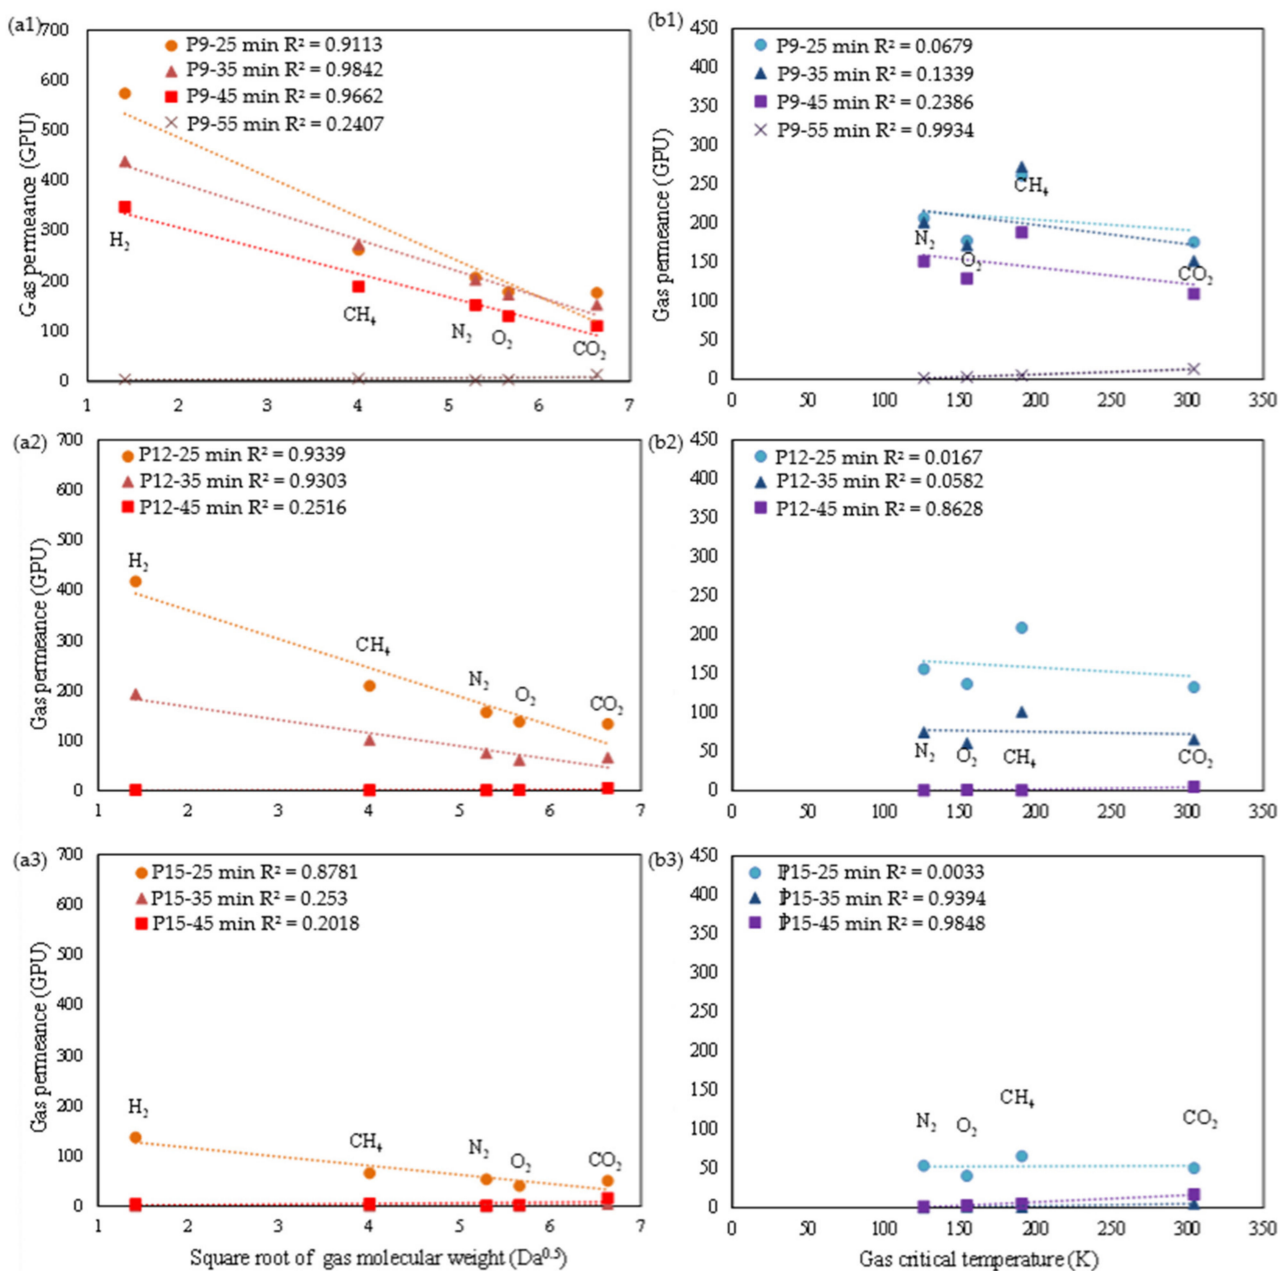 (a1)
P9-25 min R² = 0.9113
P9-35 min R² = 0.9842
P9-45 min R² = 0.9662
P9-55 min R² = 0.2407
Gas permeance (GPU)
700
600
500
400
300
200
100
0
H₂
CH₄
N₂
O₂
CO₂
1 2 3 4 5 6 7
(b1)
P9-25 min R² = 0.0679
P9-35 min R² = 0.1339
P9-45 min R² = 0.2386
P9-55 min R² = 0.9934
Gas permeance (GPU)
450
400
350
300
250
200
150
100
50
0
N₂
O₂
CH₄
CO₂
0 50 100 150 200 250 300 350
(a2)
P12-25 min R² = 0.9339
P12-35 min R² = 0.9303
P12-45 min R² = 0.2516
Gas permeance (GPU)
700
600
500
400
300
200
100
0
H₂
CH₄
N₂
O₂
CO₂
1 2 3 4 5 6 7
(b2)
P12-25 min R² = 0.0167
P12-35 min R² = 0.0582
P12-45 min R² = 0.8628
Gas permeance (GPU)
450
400
350
300
250
200
150
100
50
0
N₂
O₂
CH₄
CO₂
0 50 100 150 200 250 300 350
(a3)
P15-25 min R² = 0.8781
P15-35 min R² = 0.253
P15-45 min R² = 0.2018
Gas permeance (GPU)
700
600
500
400
300
200
100
0
H₂
CH₄
N₂
O₂
CO₂
1 2 3 4 5 6 7
Square root of gas molecular weight (Da⁰·⁵)
(b3)
P15-25 min R² = 0.0033
P15-35 min R² = 0.9394
P15-45 min R² = 0.9848
Gas permeance (GPU)
450
400
350
300
250
200
150
100
50
0
N₂
O₂
CH₄
CO₂
0 50 100 150 200 250 300 350
Gas critical temperature (K)